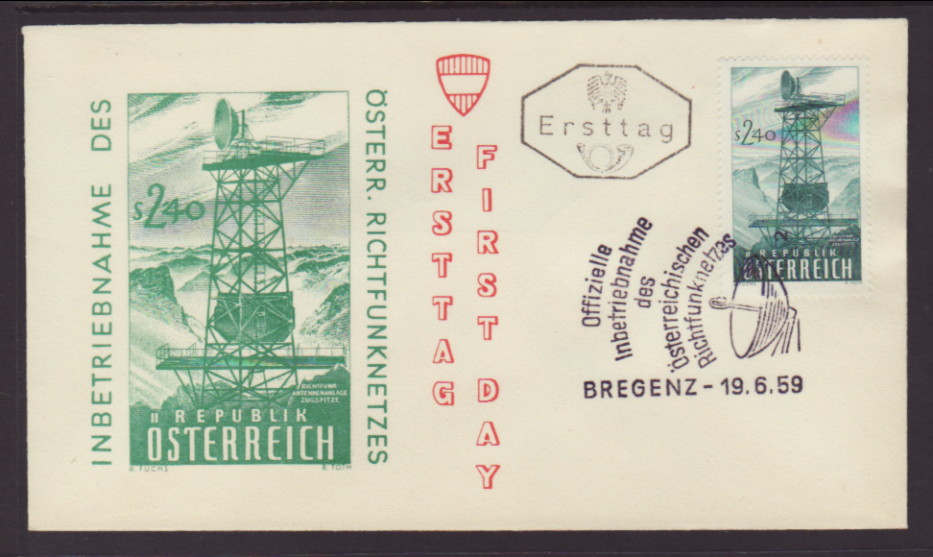 INBETRIEBNAHME DES
ÖSTERR. RICHTFUNKNETZES
S 2.40
RICHTFUNK-
ANTENNENANLAGE
ZUGSPITZE
REPUBLIK
ÖSTERREICH
A. FUCHS R. TOTH
ERSTTAG
FIRST DAY
Ersttag
S 2.40
REPUBLIK
ÖSTERREICH
Offizielle
Inbetriebnahme
des
Österreichischen
Richtfunknetzes
2
BREGENZ - 19.6.59